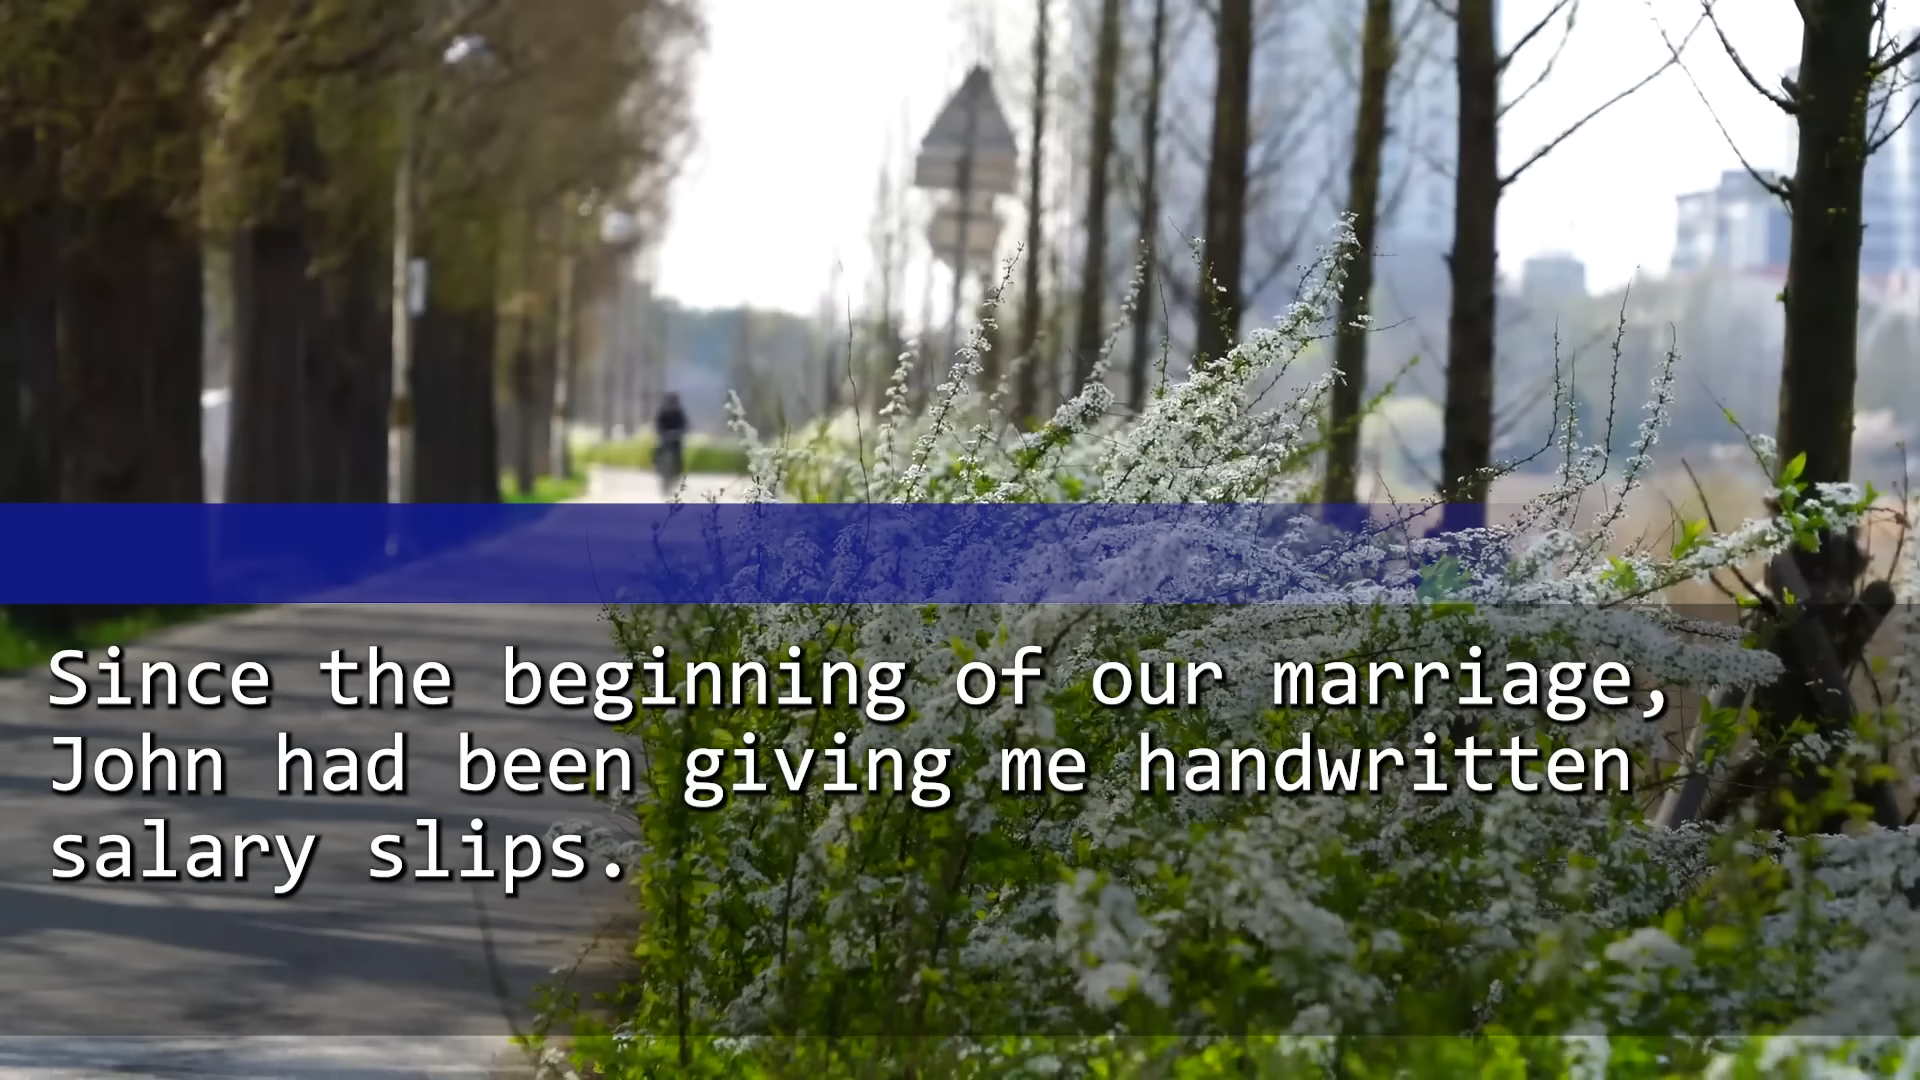 Since the beginning of our marriage,
John had been giving me handwritten
salary slips.